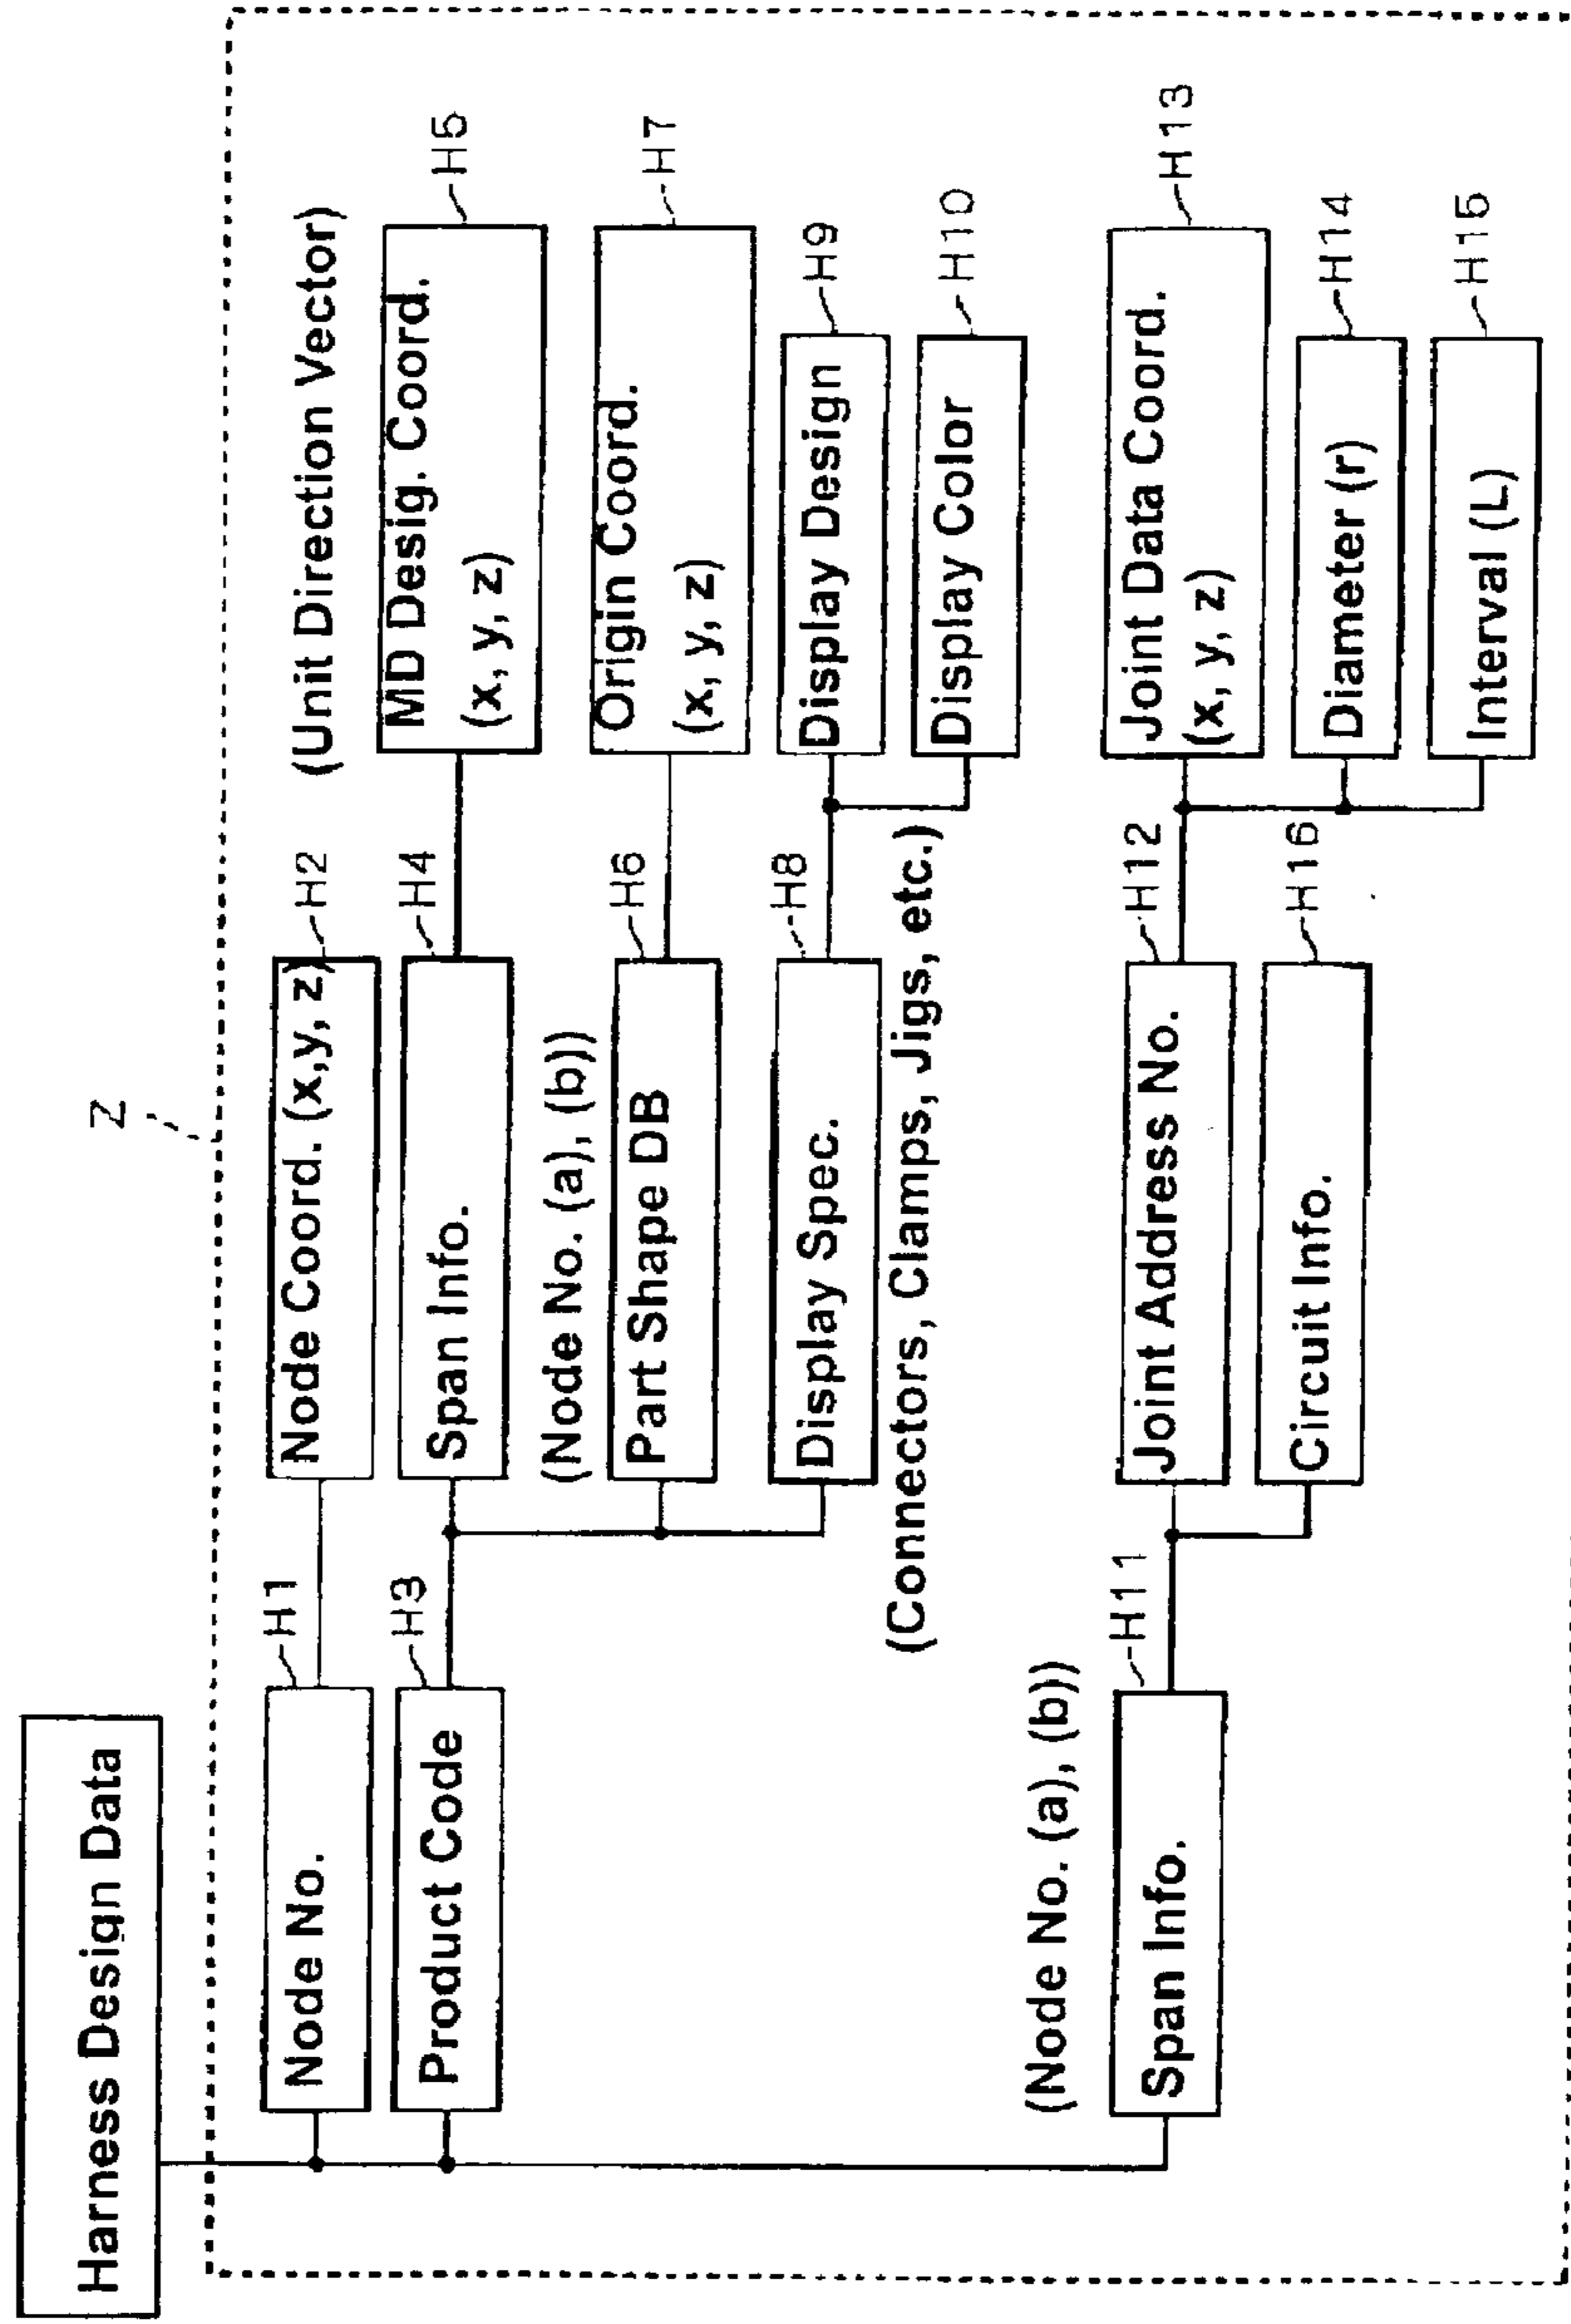 Harness Design Data
Z
(Unit Direction Vector)
H1
Node No.
H2
Node Coord. (x,y, z)
H3
Product Code
H4
Span Info.
H5
MD Desig. Coord.
(x, y, z)
(Node No. (a), (b))
H6
Part Shape DB
H7
Origin Coord.
(x, y, z)
H8
Display Spec.
H9
Display Design
(Connectors, Clamps, Jigs, etc.)
H10
Display Color
(Node No. (a), (b))
H11
Span Info.
H12
Joint Address No.
H13
Joint Data Coord.
(x, y, z)
H16
Circuit Info.
H14
Diameter (r)
H15
Interval (L)